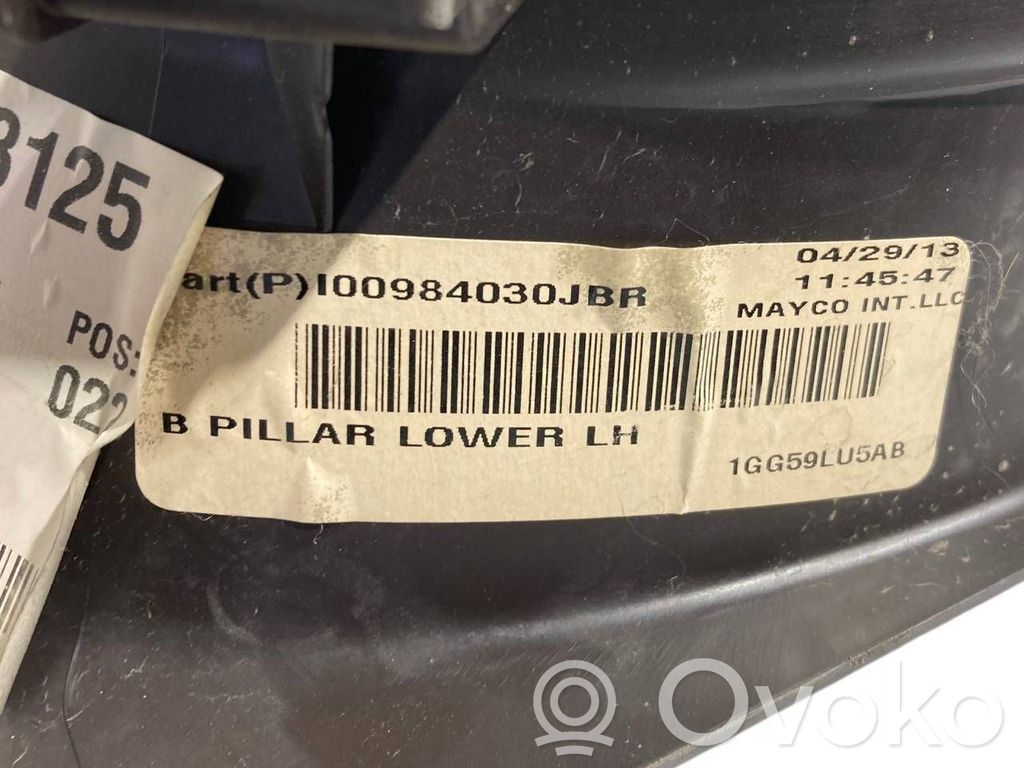 3125
POS:
022
art(P)I00984030JBR
04/29/13
11:45:47
MAYCO INT.LLC
B PILLAR LOWER LH
1GG59LU5AB
Ovoko